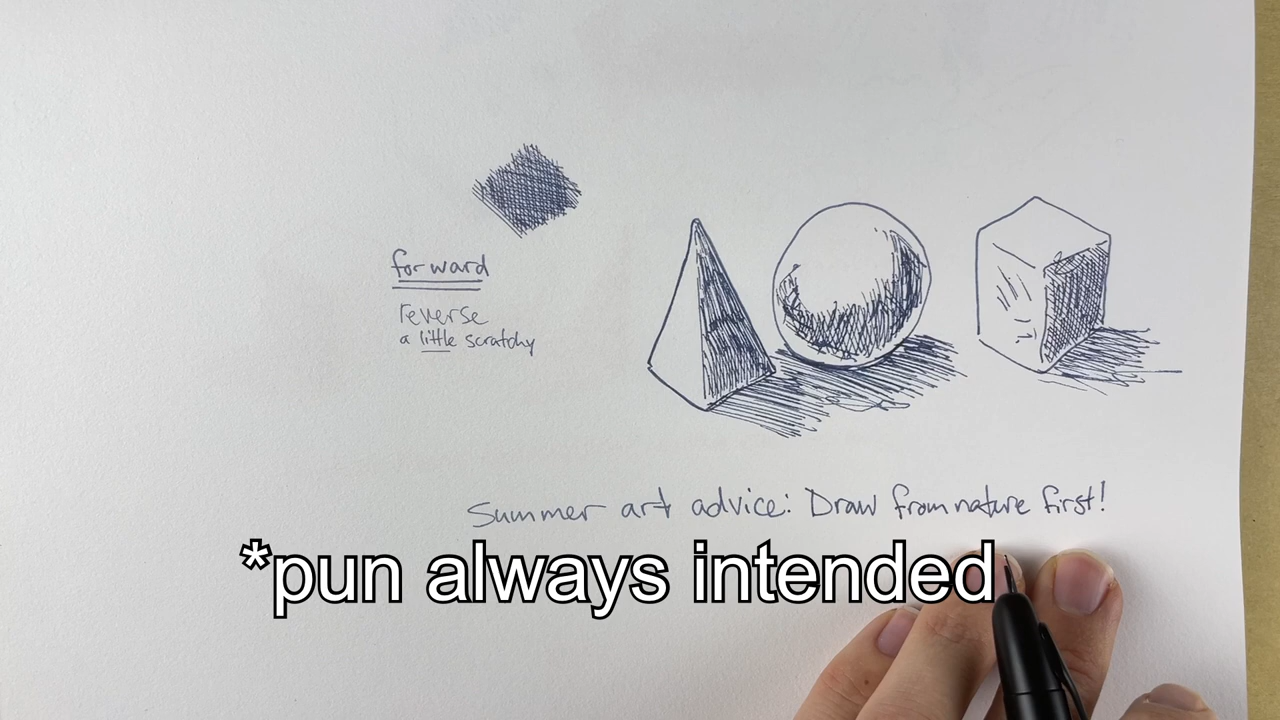 forward
reverse
a little scratchy
Summer art advice: Draw from nature first!
*pun always intended